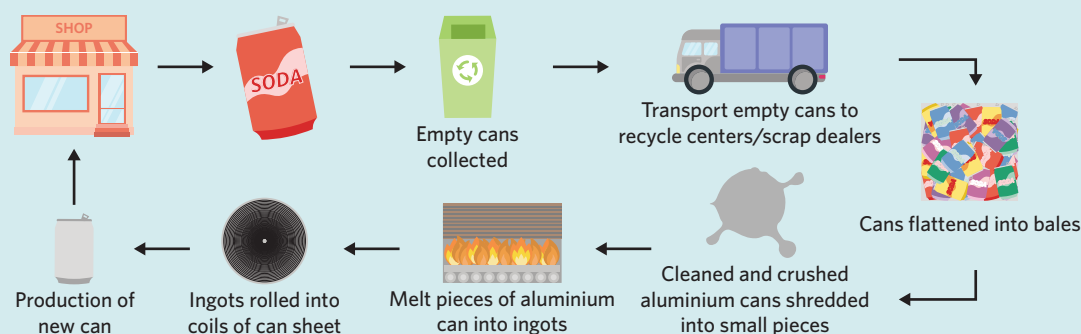 SHOP
SODA
Empty cans
collected
Transport empty cans to
recycle centers/scrap dealers
Cans flattened into bales
Cleaned and crushed
aluminium cans shredded
into small pieces
Melt pieces of aluminium
can into ingots
Ingots rolled into
coils of can sheet
Production of
new can